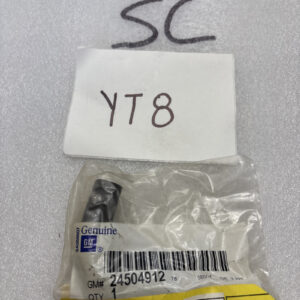 SC
YT8
Genuine
GM
GM# 24504912
QTY 1